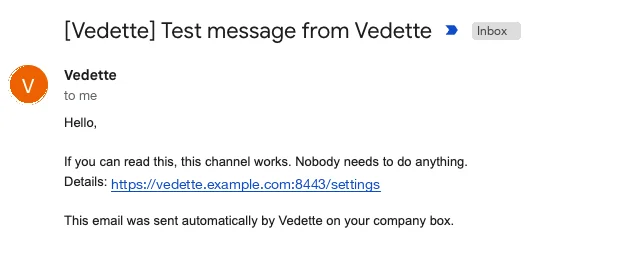 [Vedette] Test message from Vedette Inbox
V
Vedette
to me
Hello,
If you can read this, this channel works. Nobody needs to do anything.
Details: https://vedette.example.com:8443/settings
This email was sent automatically by Vedette on your company box.